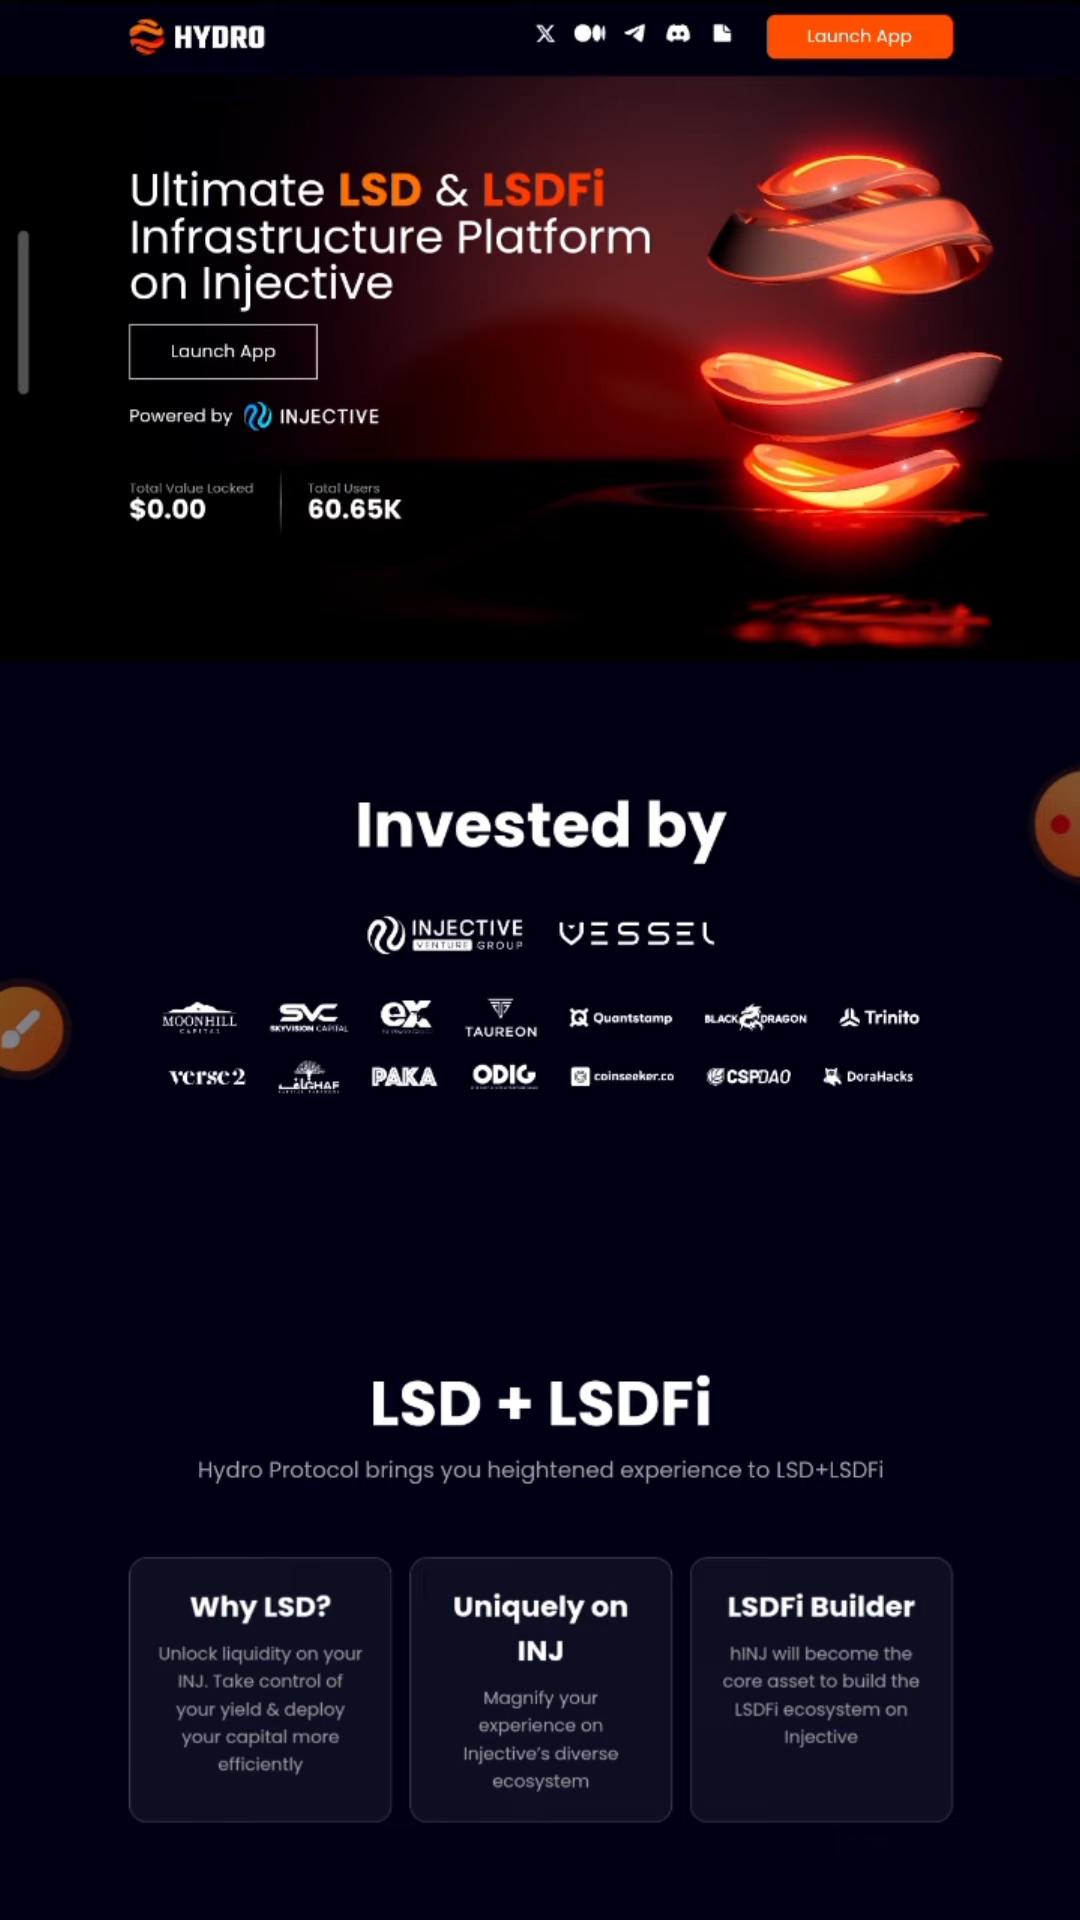 HYDRO
Launch App
Ultimate LSD & LSDFi
Infrastructure Platform
on Injective
Launch App
Powered by INJECTIVE
Total Value Locked Total Users
$0.00 60.65K
Invested by
INJECTIVE VESSEL
VENTURE GROUP
MOONHILL SVC eX TAUREON Quantstamp BLACK DRAGON Trinito
CAPITAL SKYVISION CAPITAL
verse2 غاف GHAF PAKA ODIG coinseeker.co CSPDAO DoraHacks
LSD + LSDFi
Hydro Protocol brings you heightened experience to LSD+LSDFi
Why LSD?
Unlock liquidity on your
INJ. Take control of
your yield & deploy
your capital more
efficiently
Uniquely on
INJ
Magnify your
experience on
Injective’s diverse
ecosystem
LSDFi Builder
hINJ will become the
core asset to build the
LSDFi ecosystem on
Injective